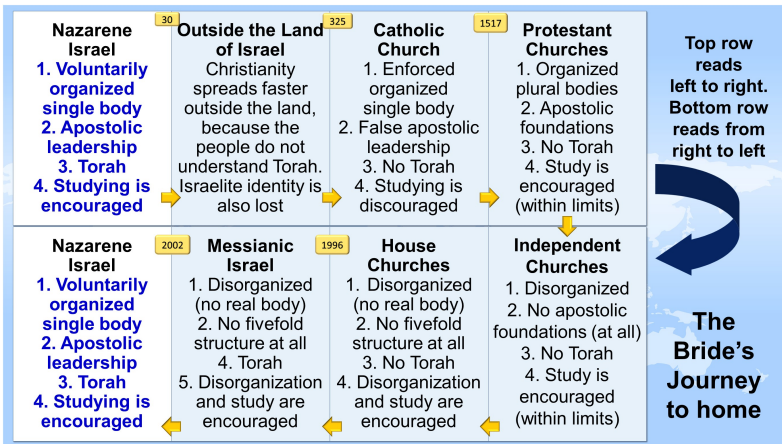 Nazarene
Israel
1. Voluntarily
organized
single body
2. Apostolic
leadership
3. Torah
4. Studying is
encouraged
30
Outside the Land
of Israel
Christianity
spreads faster
outside the land,
because the
people do not
understand Torah.
Israelite identity is
also lost
325
Catholic
Church
1. Enforced
organized
single body
2. False apostolic
leadership
3. No Torah
4. Studying is
discouraged
1517
Protestant
Churches
1. Organized
plural bodies
2. Apostolic
foundations
3. No Torah
4. Study is
encouraged
(within limits)
Top row
reads
left to right.
Bottom row
reads from
right to left
Independent
Churches
1. Disorganized
2. No apostolic
foundations (at all)
3. No Torah
4. Study is
encouraged
(within limits)
House
Churches
1. Disorganized
(no real body)
2. No fivefold
structure at all
3. No Torah
4. Disorganization
and study are
encouraged
1996
Messianic
Israel
1. Disorganized
(no real body)
2. No fivefold
structure at all
4. Torah
5. Disorganization
and study are
encouraged
2002
Nazarene
Israel
1. Voluntarily
organized
single body
2. Apostolic
leadership
3. Torah
4. Studying is
encouraged
The
Bride's
Journey
to home